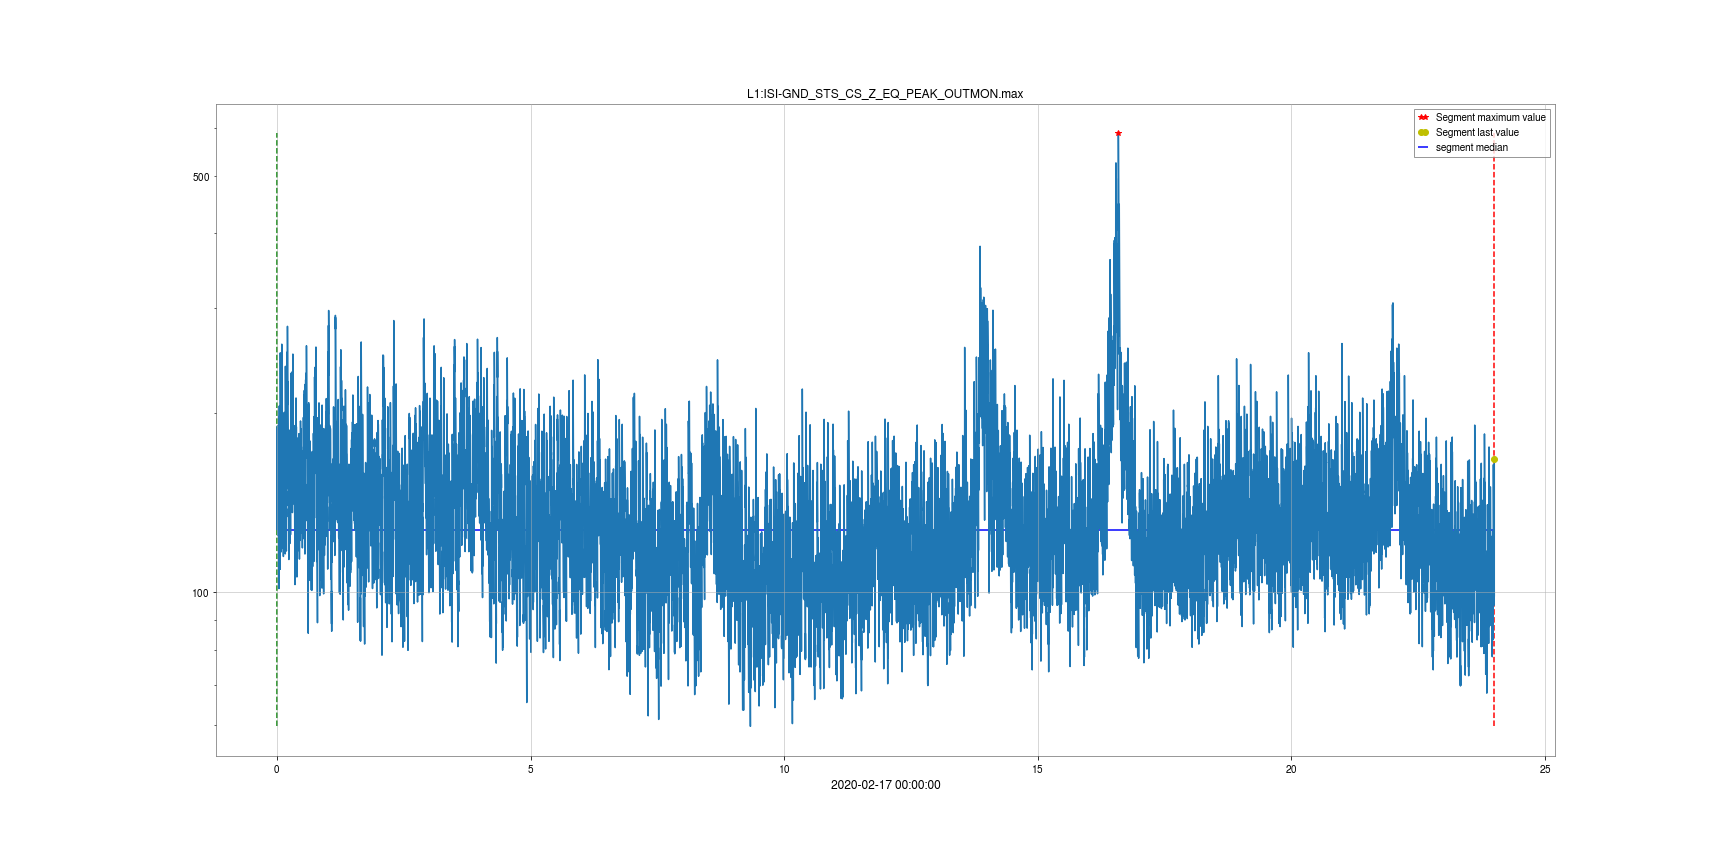 L1:ISI-GND_STS_CS_Z_EQ_PEAK_OUTMON.max
Segment maximum value
Segment last value
segment median
500
100
0 5 10 15 20 25
2020-02-17 00:00:00